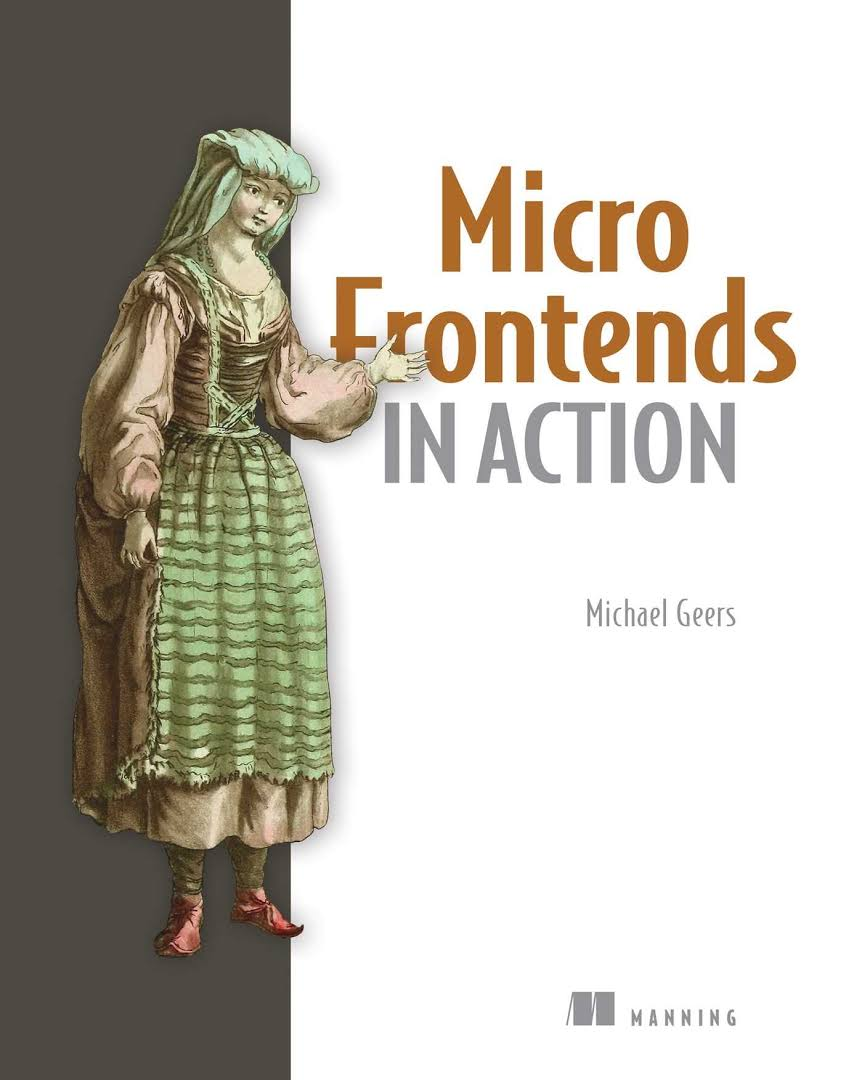 Micro
Frontends
IN ACTION
Michael Geers
MANNING